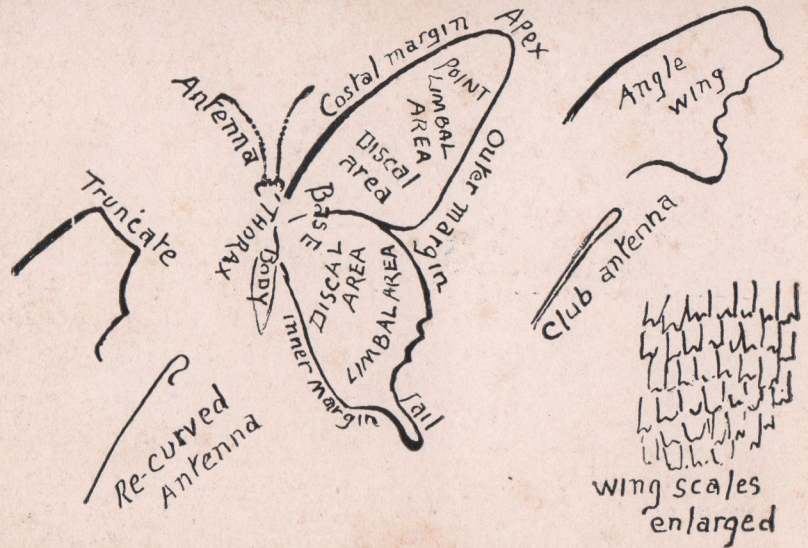 Apex
Costal margin
Antenna
POINT
LIMBAL
AREA
Discal
area
Outer margin
Angle
wing
Truncate
THORAX
Base
Body
DISCAL
AREA
LIMBAL AREA
Inner margin
Tail
Club antenna
Re-curved
Antenna
wing scales
enlarged